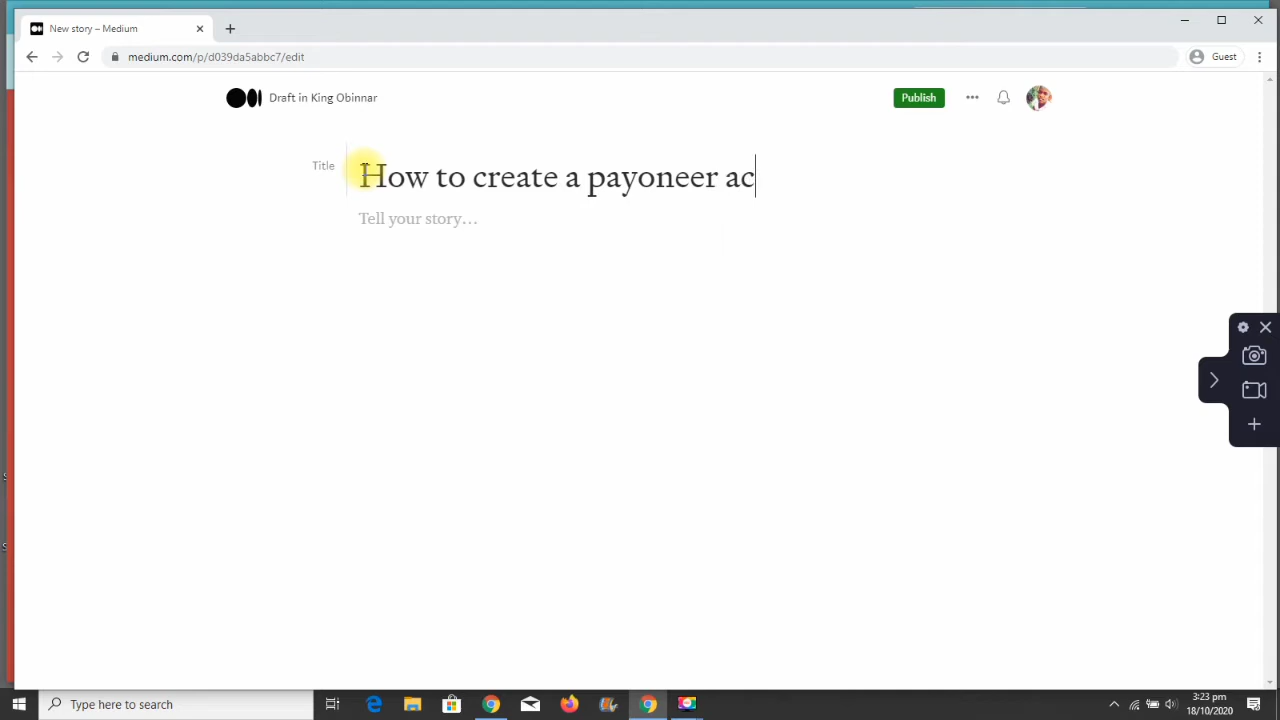 New story – Medium
medium.com/p/d039da5abbc7/edit
Guest
Draft in King Obinnar
Publish
Title
How to create a payoneer ac
Tell your story…
Type here to search
3:23 pm
18/10/2020